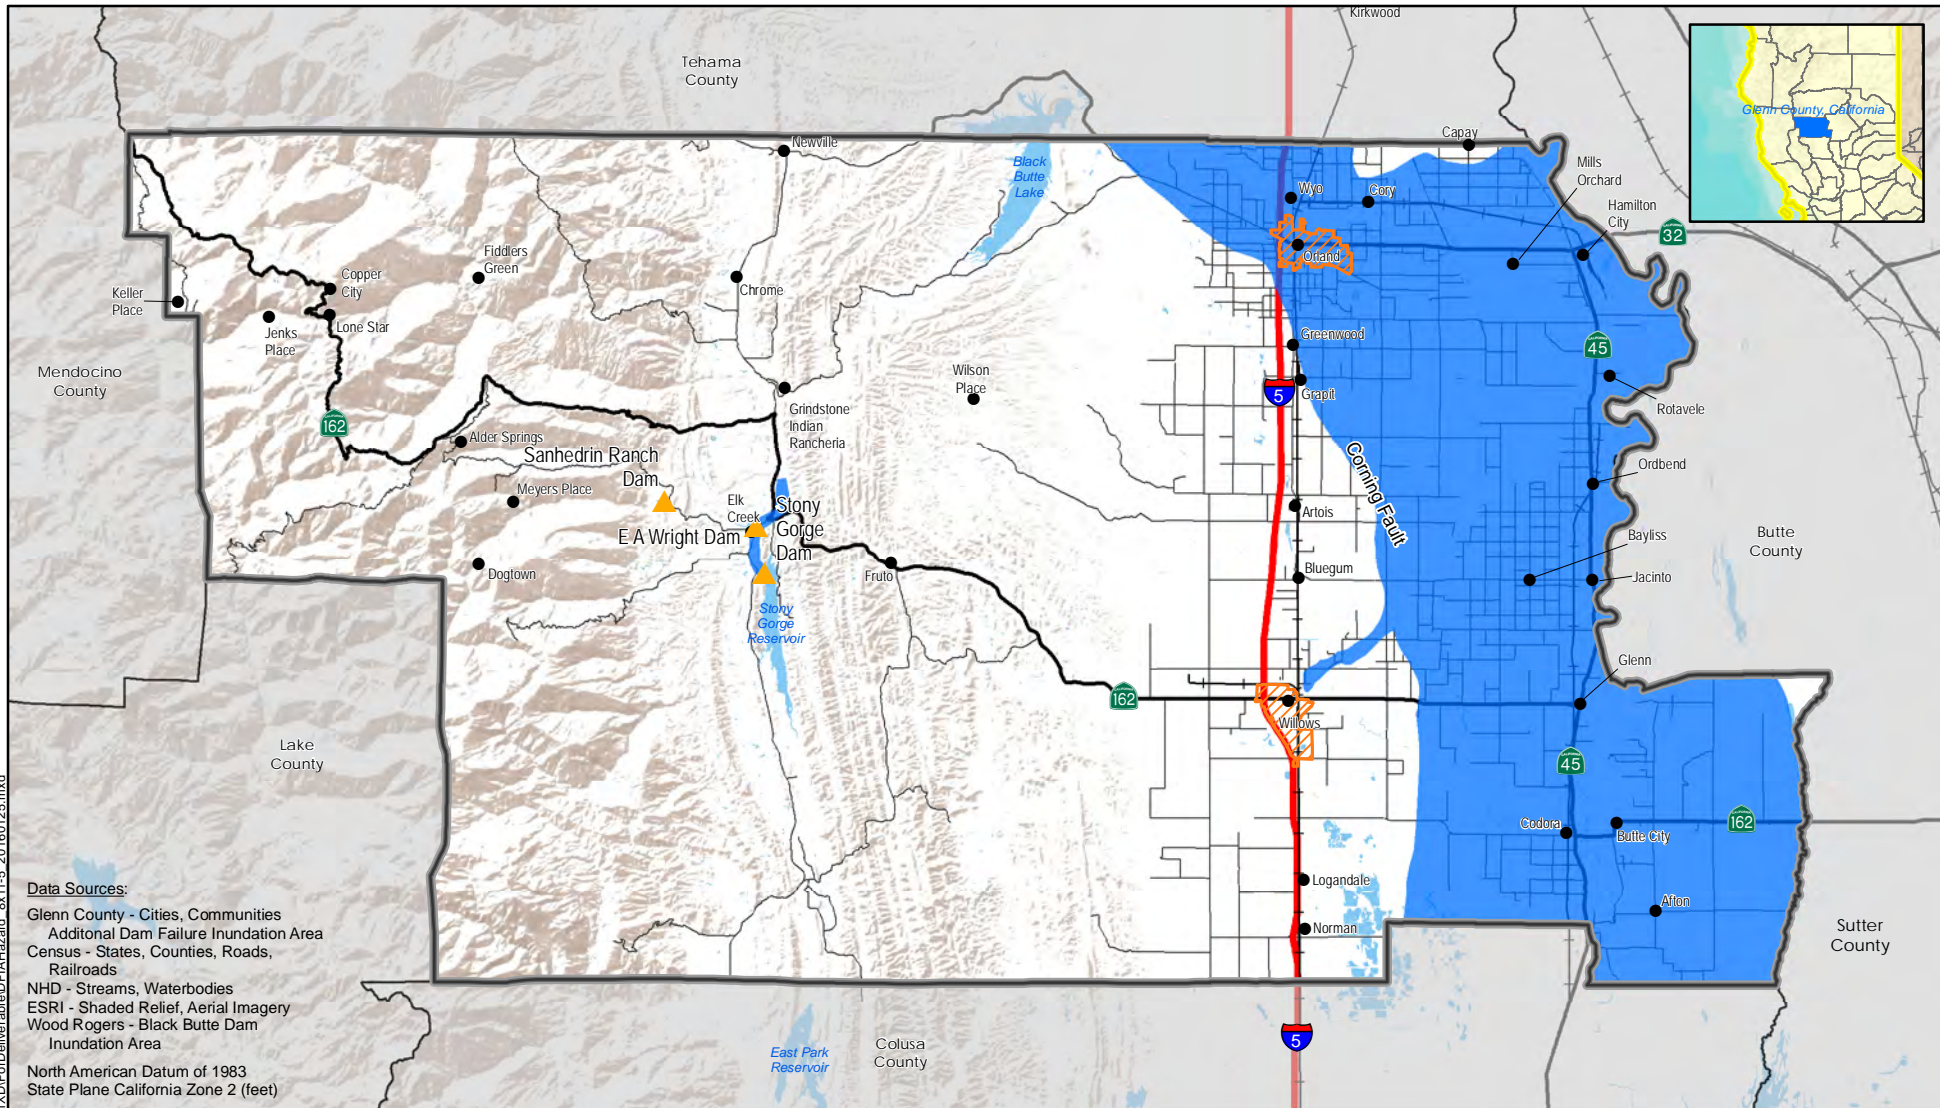 Kirkwood
Tehama
County
Glenn County, California
Newville
Capay
Black
Butte
Lake
Mills
Orchard
Wyo
Cory
Hamilton
City
CALIFORNIA
32
Orland
Fiddlers
Green
Copper
City
Chrome
Keller
Place
Jenks
Place
Lone Star
Greenwood
CALIFORNIA
45
Mendocino
County
Wilson
Place
5
Grapit
Rotavele
CALIFORNIA
162
Grindstone
Indian
Rancheria
Alder Springs
Sanhedrin Ranch
Dam
Corning Fault
Ordbend
Meyers Place
Elk
Creek
Stony
Gorge
Dam
E A Wright Dam
Artois
Butte
County
Bayliss
Dogtown
Fruto
Bluegum
Jacinto
Stony
Gorge
Reservoir
Glenn
CALIFORNIA
162
Willows
Lake
County
CALIFORNIA
45
Codora
Butte City
CALIFORNIA
162
Logandale
Afton
Norman
Sutter
County
Data Sources:
Glenn County - Cities, Communities
Additonal Dam Failure Inundation Area
Census - States, Counties, Roads,
Railroads
NHD - Streams, Waterbodies
ESRI - Shaded Relief, Aerial Imagery
Wood Rogers - Black Butte Dam
Inundation Area
North American Datum of 1983
State Plane California Zone 2 (feet)
East Park
Reservoir
Colusa
County
5